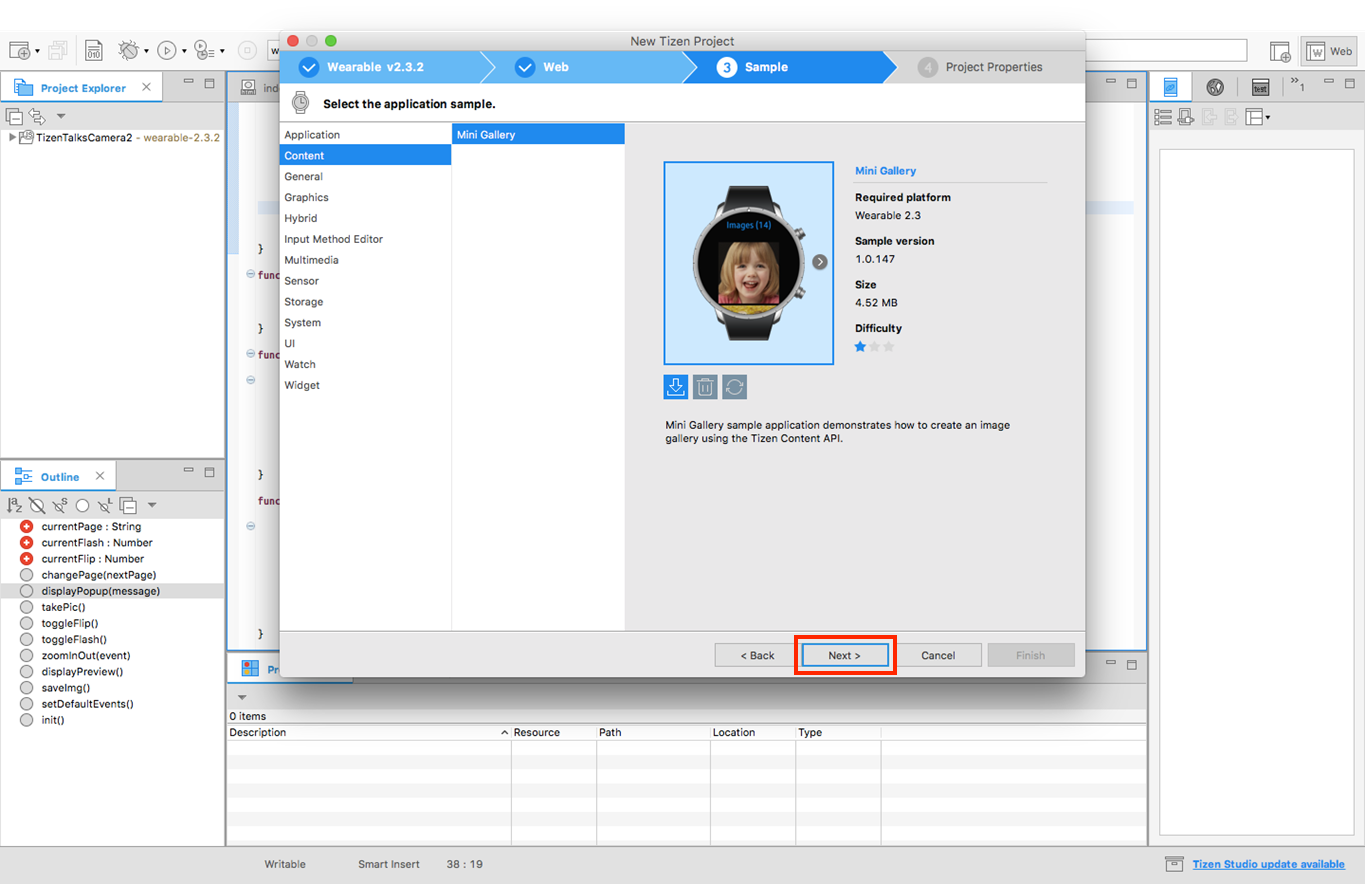 New Tizen Project
Wearable v2.3.2
Web
3 Sample
4 Project Properties
Select the application sample.
Application
Content
General
Graphics
Hybrid
Input Method Editor
Multimedia
Sensor
Storage
System
UI
Watch
Widget
Mini Gallery
Images (14)
Mini Gallery
Required platform
Wearable 2.3
Sample version
1.0.147
Size
4.52 MB
Difficulty
Mini Gallery sample application demonstrates how to create an image
gallery using the Tizen Content API.
< Back
Next >
Cancel
Finish
010
w
W Web
Project Explorer
TizenTalksCamera2 - wearable-2.3.2
ind
}
func
}
func
}
func
}
test
»1
Outline
currentPage : String
currentFlash : Number
currentFlip : Number
changePage(nextPage)
displayPopup(message)
takePic()
toggleFlip()
toggleFlash()
zoomInOut(event)
displayPreview()
saveImg()
setDefaultEvents()
init()
Pr
0 items
Description
Resource
Path
Location
Type
Writable
Smart Insert
38 : 19
Tizen Studio update available